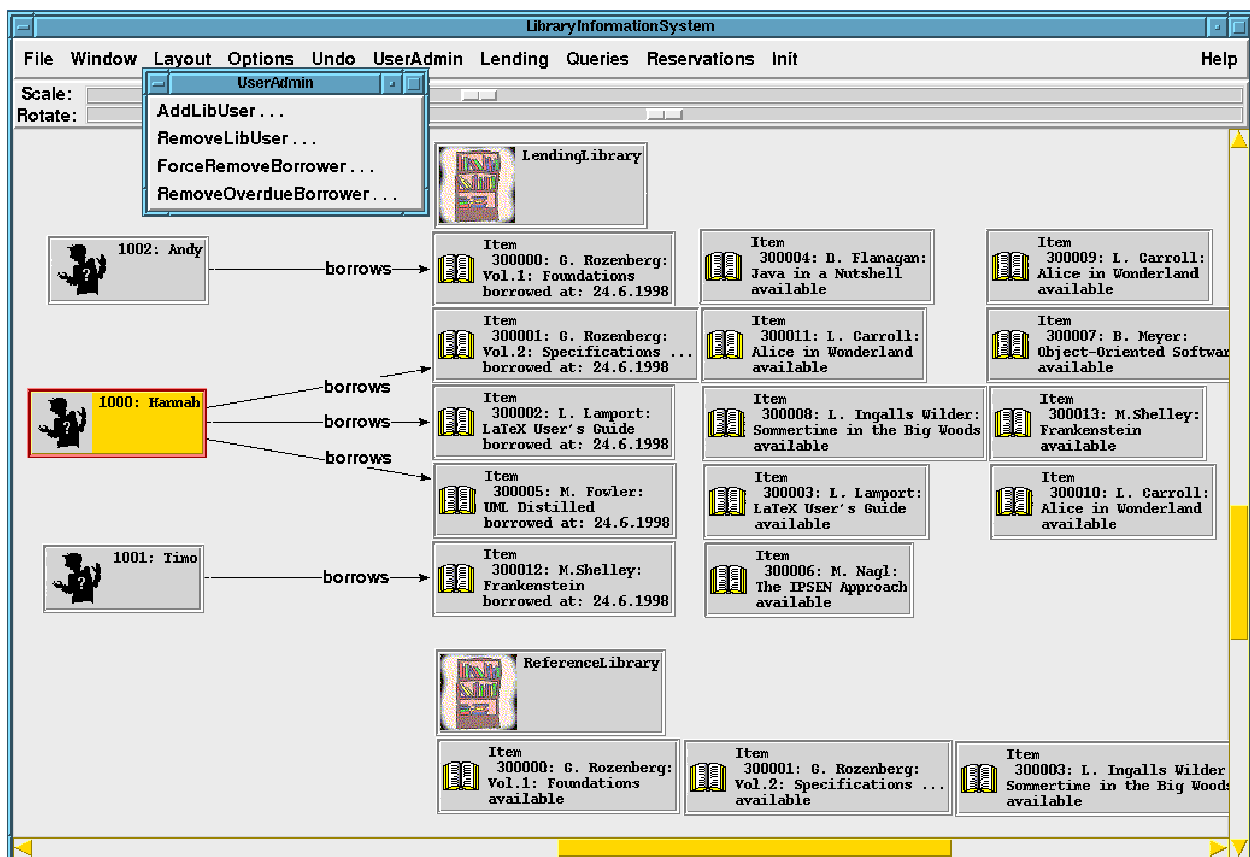 LibraryInformationSystem
File Window Layout Options Undo UserAdmin Lending Queries Reservations Init Help
Scale:
Rotate:
UserAdmin
AddLibUser . . .
RemoveLibUser . . .
ForceRemoveBorrower . . .
RemoveOverdueBorrower . . .
LendingLibrary
1002: Andy
borrows
Item
300000: G. Rozenberg:
Vol.1: Foundations
borrowed at: 24.6.1998
Item
300004: D. Flanagan:
Java in a Nutshell
available
Item
300009: L. Carroll:
Alice in Wonderland
available
Item
300001: G. Rozenberg:
Vol.2: Specifications ...
borrowed at: 24.6.1998
Item
300011: L. Carroll:
Alice in Wonderland
available
Item
300007: B. Meyer:
Object-Oriented Softwar
available
1000: Hannah
borrows
borrows
borrows
Item
300002: L. Lamport:
LaTeX User's Guide
borrowed at: 24.6.1998
Item
300008: L. Ingalls Wilder:
Sommertime in the Big Woods
available
Item
300013: M.Shelley:
Frankenstein
available
Item
300005: M. Fowler:
UML Distilled
borrowed at: 24.6.1998
Item
300003: L. Lamport:
LaTeX User's Guide
available
Item
300010: L. Carroll:
Alice in Wonderland
available
1001: Timo
borrows
Item
300012: M.Shelley:
Frankenstein
borrowed at: 24.6.1998
Item
300006: M. Nagl:
The IPSEN Approach
available
ReferenceLibrary
Item
300000: G. Rozenberg:
Vol.1: Foundations
available
Item
300001: G. Rozenberg:
Vol.2: Specifications ...
available
Item
300003: L. Ingalls Wilder
Sommertime in the Big Woods
available